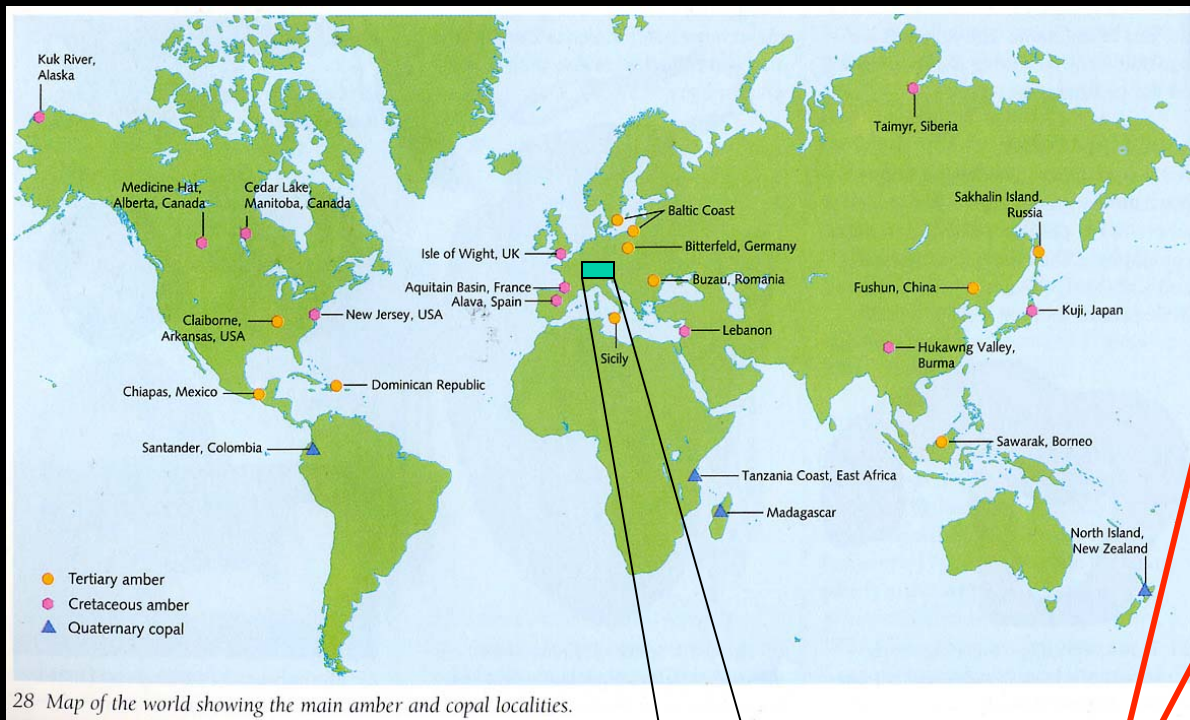 Kuk River,
Alaska
Taimyr, Siberia
Medicine Hat,
Alberta, Canada
Cedar Lake,
Manitoba, Canada
Sakhalin Island,
Russia
Baltic Coast
Isle of Wight, UK
Bitterfeld, Germany
Aquitain Basin, France
Buzau, Romania
Fushun, China
Alava, Spain
Claiborne,
Arkansas, USA
New Jersey, USA
Kuji, Japan
Lebanon
Sicily
Hukawng Valley,
Burma
Chiapas, Mexico
Dominican Republic
Santander, Colombia
Sawarak, Borneo
Tanzania Coast, East Africa
Madagascar
North Island,
New Zealand
Tertiary amber
Cretaceous amber
Quaternary copal
28 Map of the world showing the main amber and copal localities.